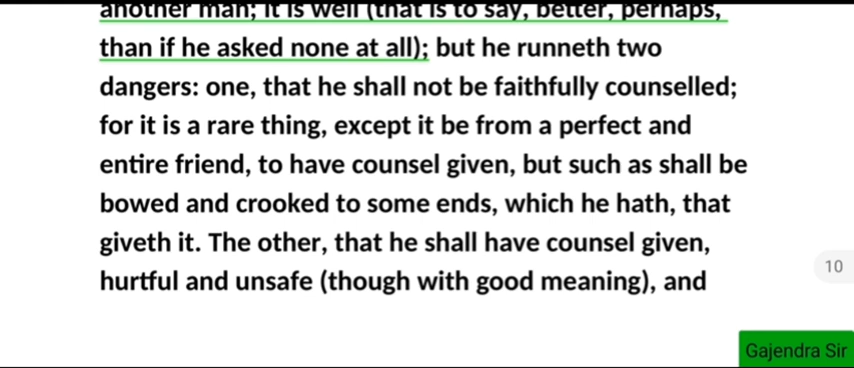 another man; it is well (that is to say, better, perhaps,
than if he asked none at all); but he runneth two
dangers: one, that he shall not be faithfully counselled;
for it is a rare thing, except it be from a perfect and
entire friend, to have counsel given, but such as shall be
bowed and crooked to some ends, which he hath, that
giveth it. The other, that he shall have counsel given,
hurtful and unsafe (though with good meaning), and
10
Gajendra Sir